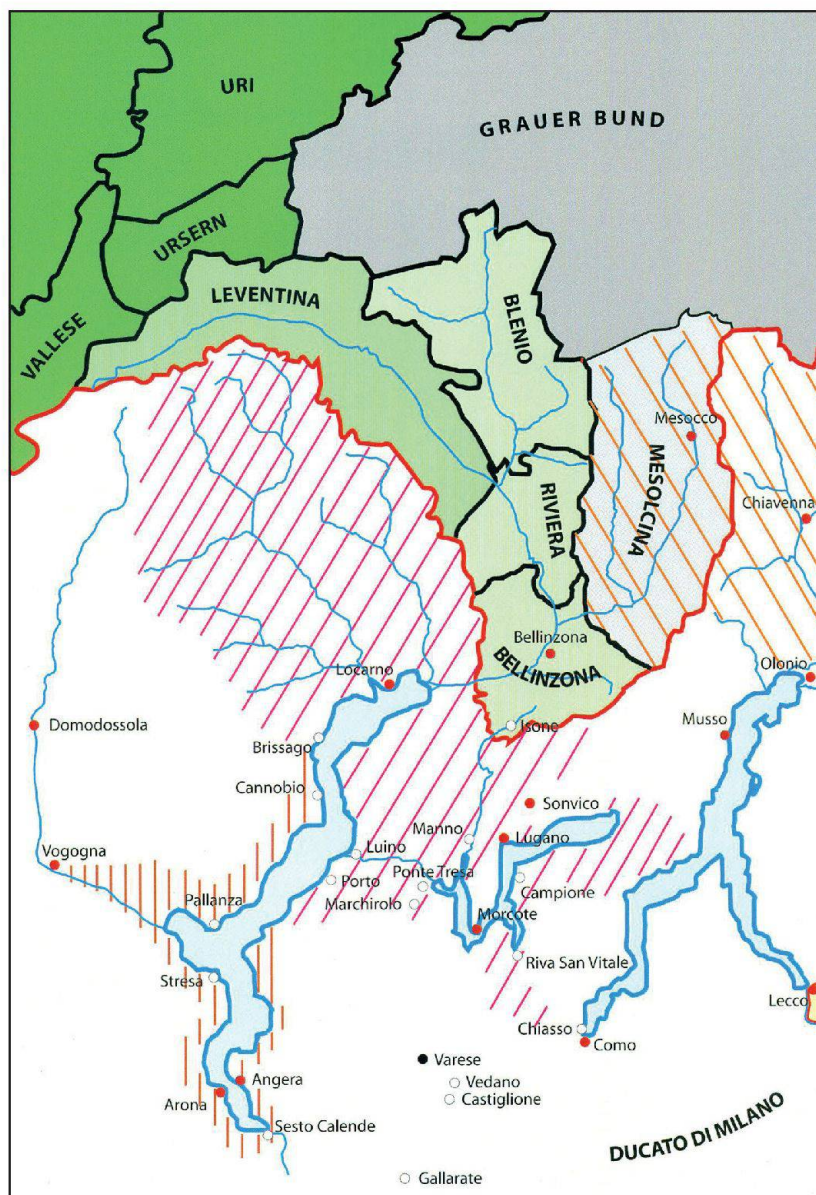 URI
GRAUER BUND
URSERN
VALLESE
LEVENTINA
BLENIO
Mesocco
MESOLCINA
RIVIERA
Chiavenna
Bellinzona
BELLINZONA
Locarno
Olonio
Domodossola
Isone
Musso
Brissago
Cannobio
Sonvico
Manno
Lugano
Luino
Vogogna
Ponte Tresa
Porto
Campione
Marchirolo
Pallanza
Morcote
Riva San Vitale
Stresa
Lecco
Chiasso
Como
Varese
Angera
Vedano
Arona
Castiglione
Sesto Calende
DUCATO DI MILANO
Gallarate